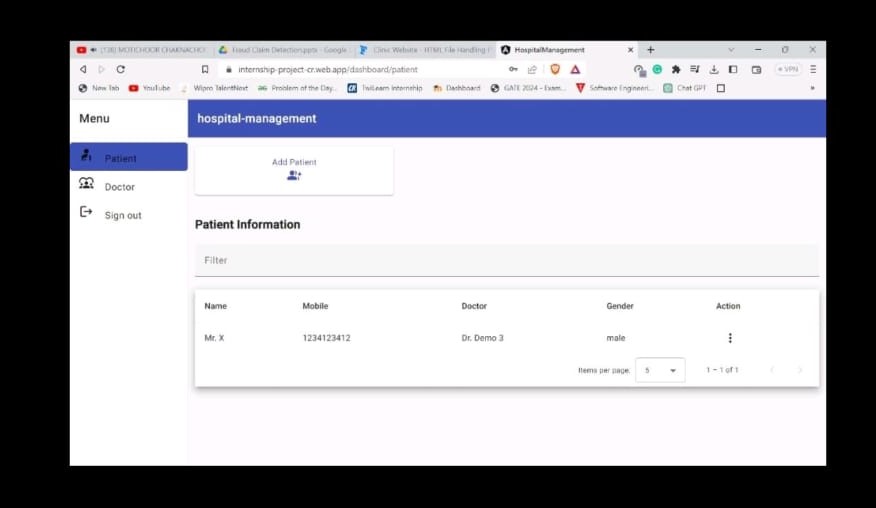 (128) MOTICHOOR CHAKNACHOO
Fraud Claim Detection.pptx - Google
Clinic Website - HTML File Handling
HospitalManagement
internship-project-cr.web.app/dashboard/patient
VPN
New Tab
YouTube
Wipro TalentNext
Problem of the Day...
TwiLearn Internship
Dashboard
GATE 2024 - Exam...
Software Engineeri...
Chat GPT
»
Menu
hospital-management
Patient
Add Patient
Doctor
Sign out
Patient Information
Filter
Name Mobile Doctor Gender Action
Mr. X 1234123412 Dr. Demo 3 male
Items per page: 5 1 – 1 of 1